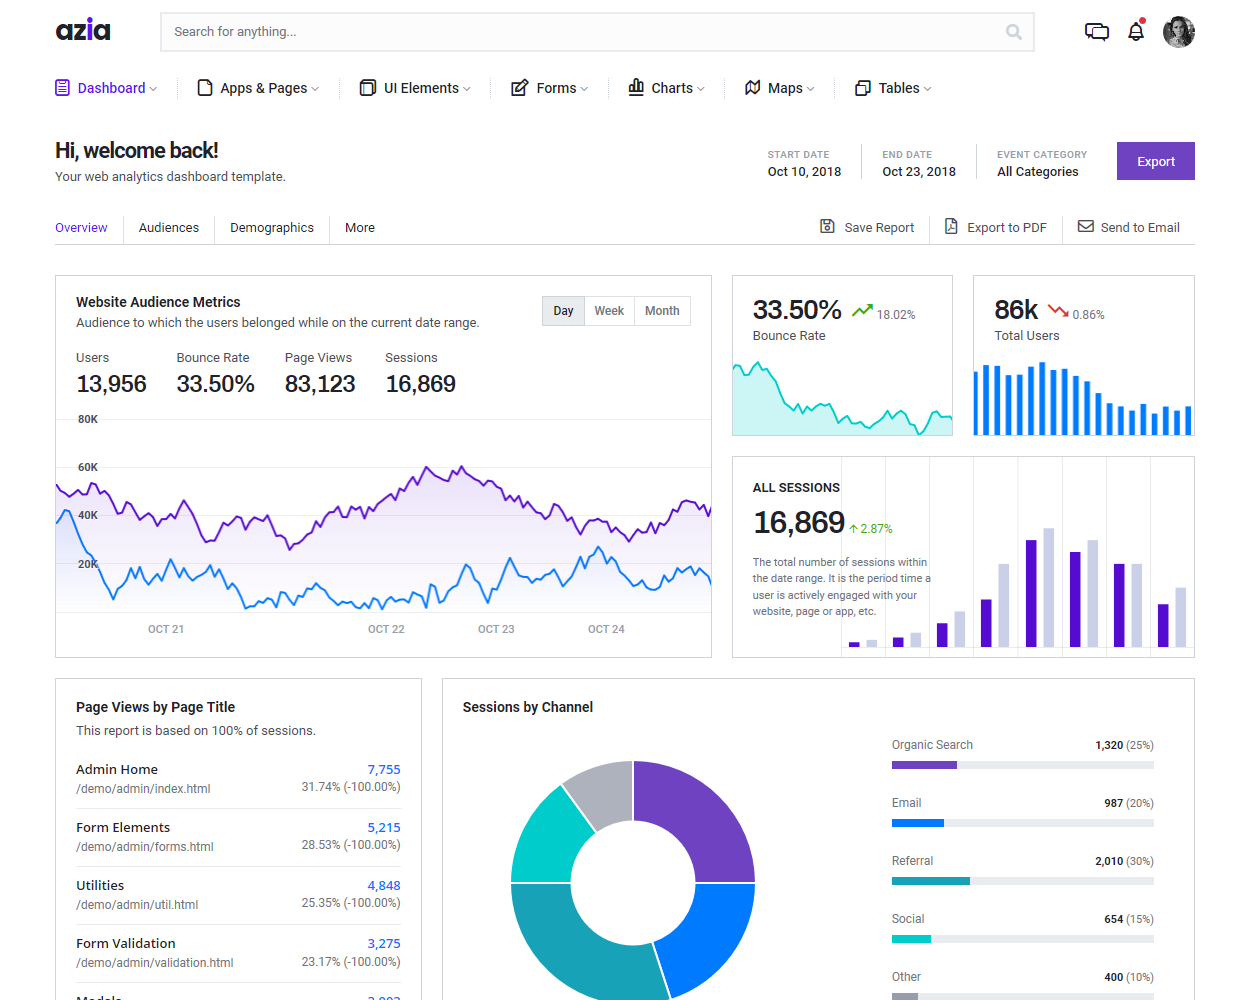 azia
Search for anything...
Dashboard
Apps & Pages
UI Elements
Forms
Charts
Maps
Tables
Hi, welcome back!
Your web analytics dashboard template.
START DATE
Oct 10, 2018
END DATE
Oct 23, 2018
EVENT CATEGORY
All Categories
Export
Overview
Audiences
Demographics
More
Save Report
Export to PDF
Send to Email
Website Audience Metrics
Audience to which the users belonged while on the current date range.
Day
Week
Month
Users
13,956
Bounce Rate
33.50%
Page Views
83,123
Sessions
16,869
80K
60K
40K
20K
OCT 21
OCT 22
OCT 23
OCT 24
33.50%
18.02%
Bounce Rate
86k
0.86%
Total Users
ALL SESSIONS
16,869
2.87%
The total number of sessions within
the date range. It is the period time a
user is actively engaged with your
website, page or app, etc.
Page Views by Page Title
This report is based on 100% of sessions.
Admin Home
7,755
/demo/admin/index.html
31.74% (-100.00%)
Form Elements
5,215
/demo/admin/forms.html
28.53% (-100.00%)
Utilities
4,848
/demo/admin/util.html
25.35% (-100.00%)
Form Validation
3,275
/demo/admin/validation.html
23.17% (-100.00%)
Sessions by Channel
Organic Search
1,320 (25%)
Email
987 (20%)
Referral
2,010 (30%)
Social
654 (15%)
Other
400 (10%)